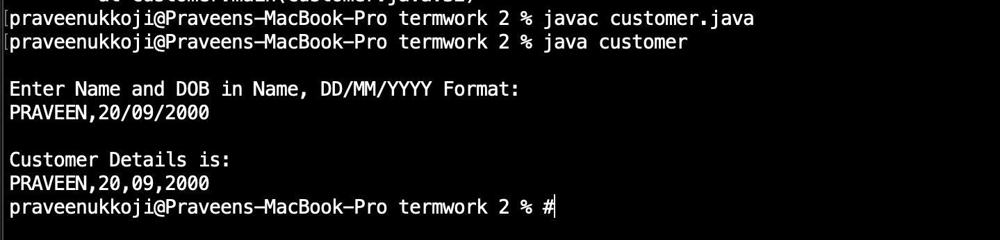 praveenukkoji@Praveens-MacBook-Pro termwork 2 % javac customer.java
praveenukkoji@Praveens-MacBook-Pro termwork 2 % java customer
Enter Name and DOB in Name, DD/MM/YYYY Format:
PRAVEEN,20/09/2000
Customer Details is:
PRAVEEN,20,09,2000
praveenukkoji@Praveens-MacBook-Pro termwork 2 % #